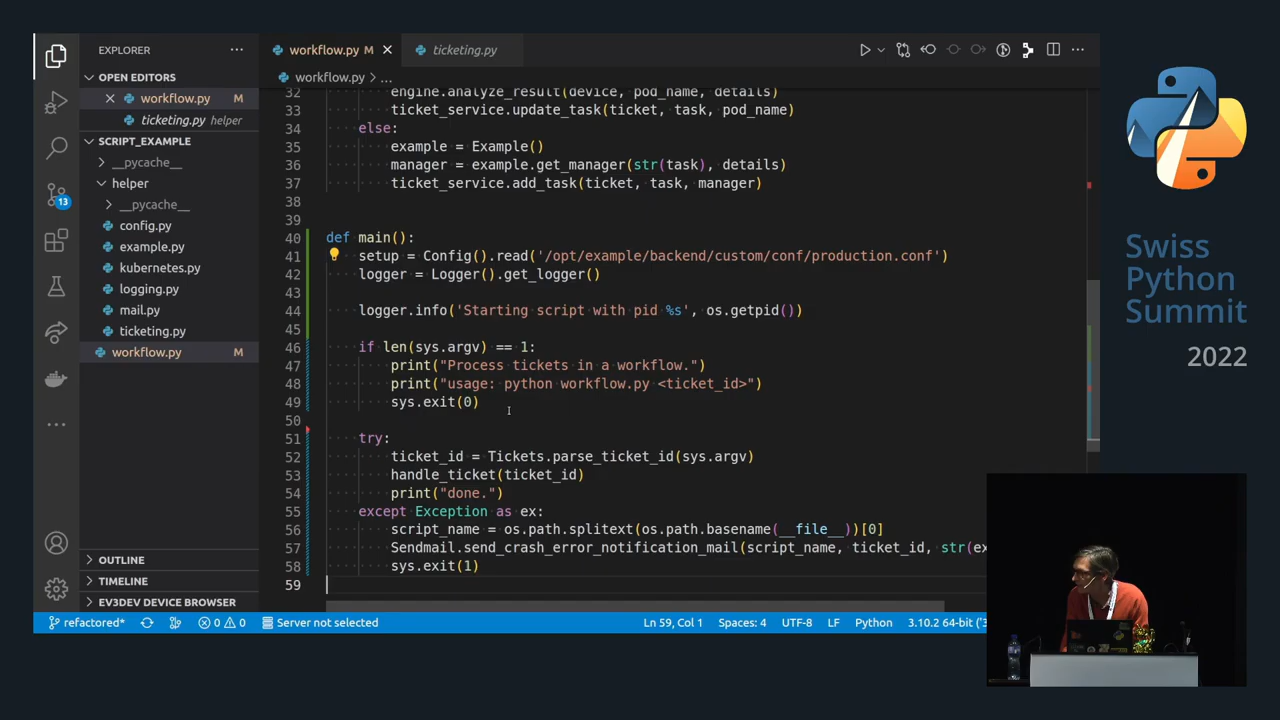 EXPLORER
OPEN EDITORS
workflow.py M
ticketing.py helper
SCRIPT_EXAMPLE
__pycache__
helper
__pycache__
config.py
example.py
kubernetes.py
logging.py
mail.py
ticketing.py
workflow.py M
13
OUTLINE
TIMELINE
EV3DEV DEVICE BROWSER
workflow.py M
ticketing.py
workflow.py > ...
32 engine.analyze_result(device, pod_name, details)
33 ticket_service.update_task(ticket, task, pod_name)
34 else:
35 example = Example()
36 manager = example.get_manager(str(task), details)
37 ticket_service.add_task(ticket, task, manager)
38
39
40 def main():
41 setup = Config().read('/opt/example/backend/custom/conf/production.conf')
42 logger = Logger().get_logger()
43
44 logger.info('Starting script with pid %s', os.getpid())
45
46 if len(sys.argv) == 1:
47 print("Process tickets in a workflow.")
48 print("usage: python workflow.py <ticket_id>")
49 sys.exit(0)
50
51 try:
52 ticket_id = Tickets.parse_ticket_id(sys.argv)
53 handle_ticket(ticket_id)
54 print("done.")
55 except Exception as ex:
56 script_name = os.path.splitext(os.path.basename(__file__))[0]
57 Sendmail.send_crash_error_notification_mail(script_name, ticket_id, str(ex
58 sys.exit(1)
59
refactored* 0 0 Server not selected Ln 59, Col 1 Spaces: 4 UTF-8 LF Python 3.10.2 64-bit ('3
Swiss
Python
Summit
2022